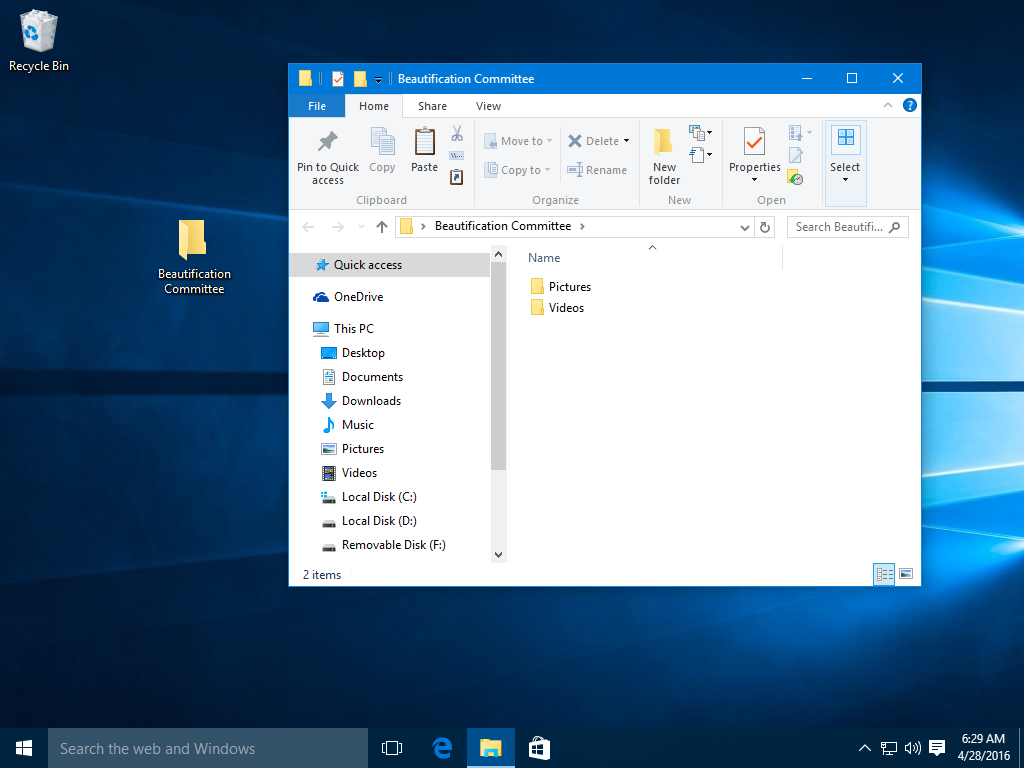 Recycle Bin
Beautification
Committee
Beautification Committee
File
Home
Share
View
Pin to Quick
access
Copy
Paste
Clipboard
Move to
Copy to
Delete
Rename
Organize
New
folder
New
Properties
Open
Select
Beautification Committee
Search Beautifi...
Quick access
OneDrive
This PC
Desktop
Documents
Downloads
Music
Pictures
Videos
Local Disk (C:)
Local Disk (D:)
Removable Disk (F:)
Name
Pictures
Videos
2 items
Search the web and Windows
6:29 AM
4/28/2016